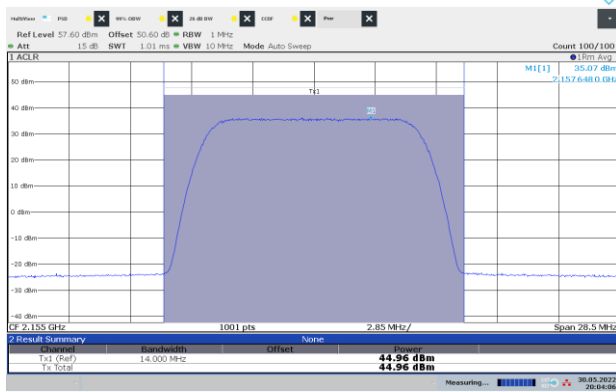 MultiView PSD 99% OBW 26 dB BW CCDF Pwr
Ref Level 57.60 dBm Offset 50.60 dB RBW 1 MHz
Att 15 dB SWT 1.01 ms VBW 10 MHz Mode Auto Sweep Count 100/100
1 ACLR 1Rm Avg
M1[1] 35.07 dBm
2.1576480 GHz
50 dBm
Tx1
40 dBm
M1
30 dBm
20 dBm
10 dBm
0 dBm
-10 dBm
-20 dBm
-30 dBm
-40 dBm
CF 2.155 GHz 1001 pts 2.85 MHz/ Span 28.5 MHz
2 Result Summary None
Channel Bandwidth Offset Power
Tx1 (Ref) 14.000 MHz 44.96 dBm
Tx Total 44.96 dBm
Measuring... 30.05.2022
20:04:06